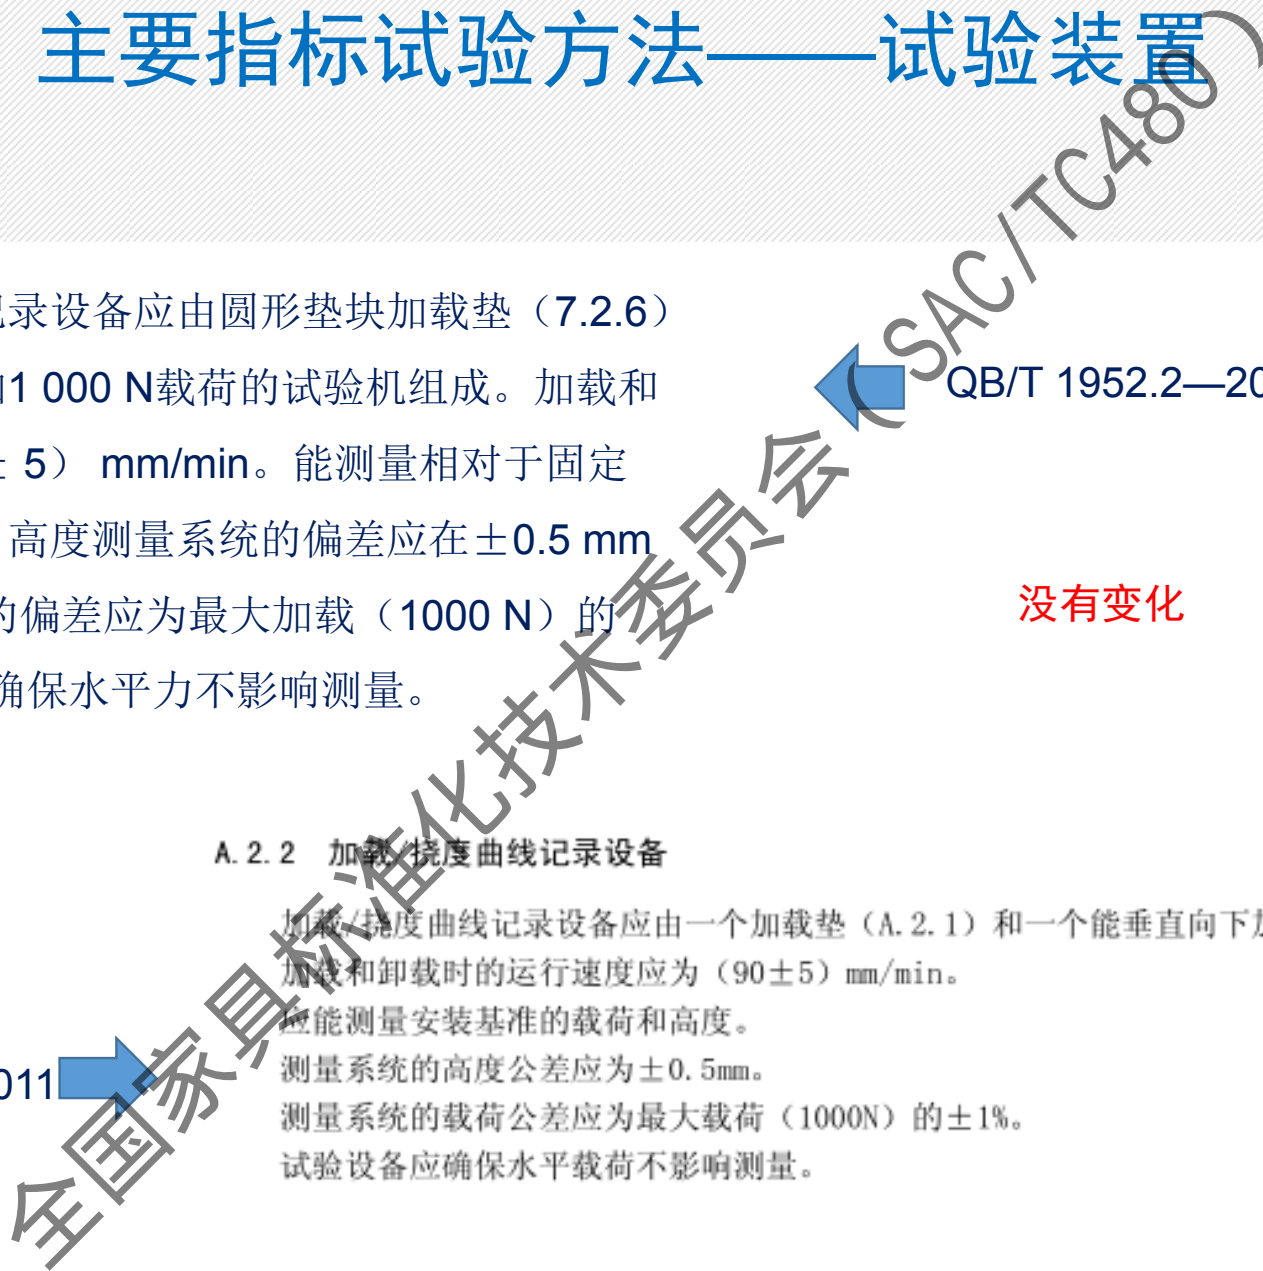 主要指标试验方法——试验装置
记录设备应由圆形垫块加载垫（7.2.6）
加1 000 N载荷的试验机组成。加载和
± 5） mm/min。能测量相对于固定
高度测量系统的偏差应在±0.5 mm
的偏差应为最大加载（1000 N）的
确保水平力不影响测量。
QB/T 1952.2—20
没有变化
A.2.2 加载/挠度曲线记录设备
加载/挠度曲线记录设备应由一个加载垫（A.2.1）和一个能垂直向下加
加载和卸载时的运行速度应为（90±5）mm/min。
应能测量安装基准的载荷和高度。
测量系统的高度公差应为±0.5mm。
011
测量系统的载荷公差应为最大载荷（1000N）的±1%。
试验设备应确保水平载荷不影响测量。
全国家具标准化技术委员会（SAC/TC480）